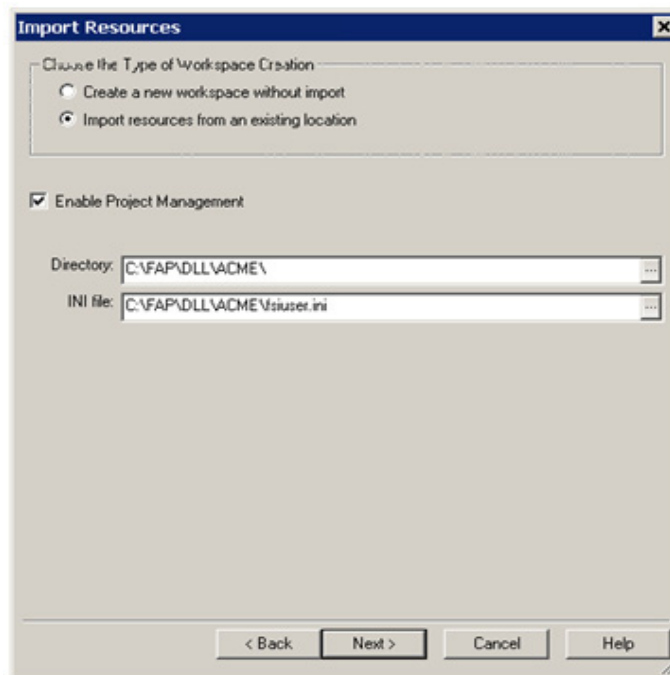 Import Resources
Choose the Type of Workspace Creation
Create a new workspace without import
Import resources from an existing location
Enable Project Management
Directory: C:\FAP\DLL\ACME\ ...
INI file: C:\FAP\DLL\ACME\fsiuser.ini ...
< Back Next > Cancel Help